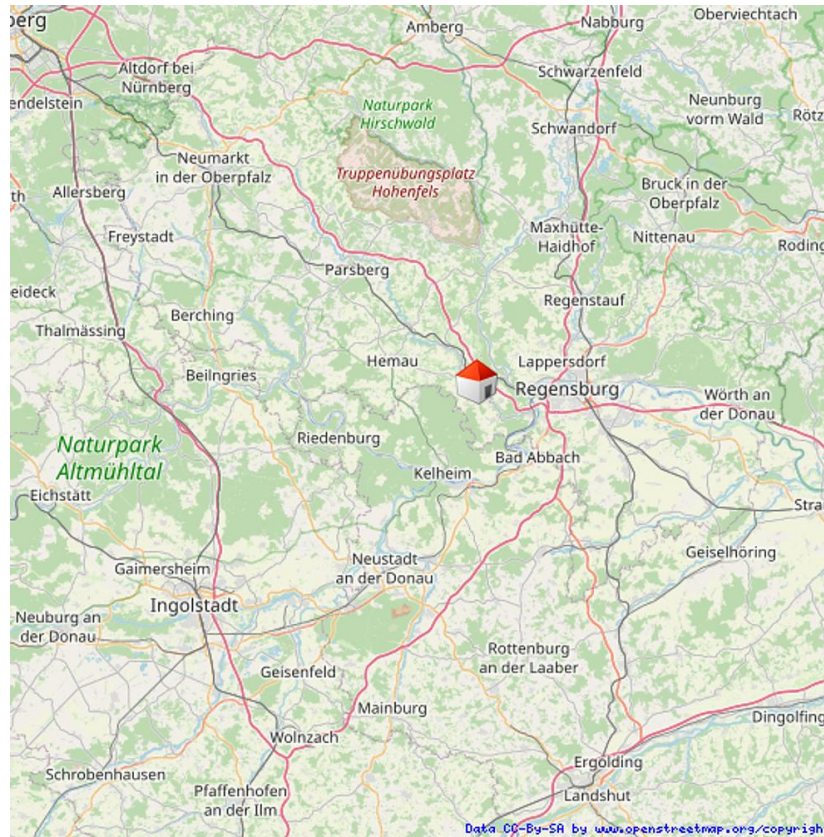 berg
Amberg
Nabburg
Oberviechtach
Altdorf bei
Nürnberg
Schwarzenfeld
endelstein
Naturpark
Hirschwald
Neunburg
vorm Wald
Rötz
Schwandorf
Neumarkt
in der Oberpfalz
Truppenübungsplatz
Hohenfels
th
Allersberg
Bruck in der
Oberpfalz
Freystadt
Maxhütte-
Haidhof
Nittenau
Roding
Parsberg
eideck
Regenstauf
Berching
Thalmässing
Hemau
Lappersdorf
Beilngries
Regensburg
Wörth an
der Donau
Naturpark
Altmühltal
Riedenburg
Bad Abbach
Kelheim
Eichstätt
Stra
Neustadt
an der Donau
Geiselhöring
Gaimersheim
Ingolstadt
Neuburg an
der Donau
Rottenburg
an der Laaber
Geisenfeld
Mainburg
Dingolfing
Wolnzach
Ergolding
Schrobenhausen
Pfaffenhofen
an der Ilm
Landshut
Data CC-By-SA by www.openstreetmap.org/copyrigh